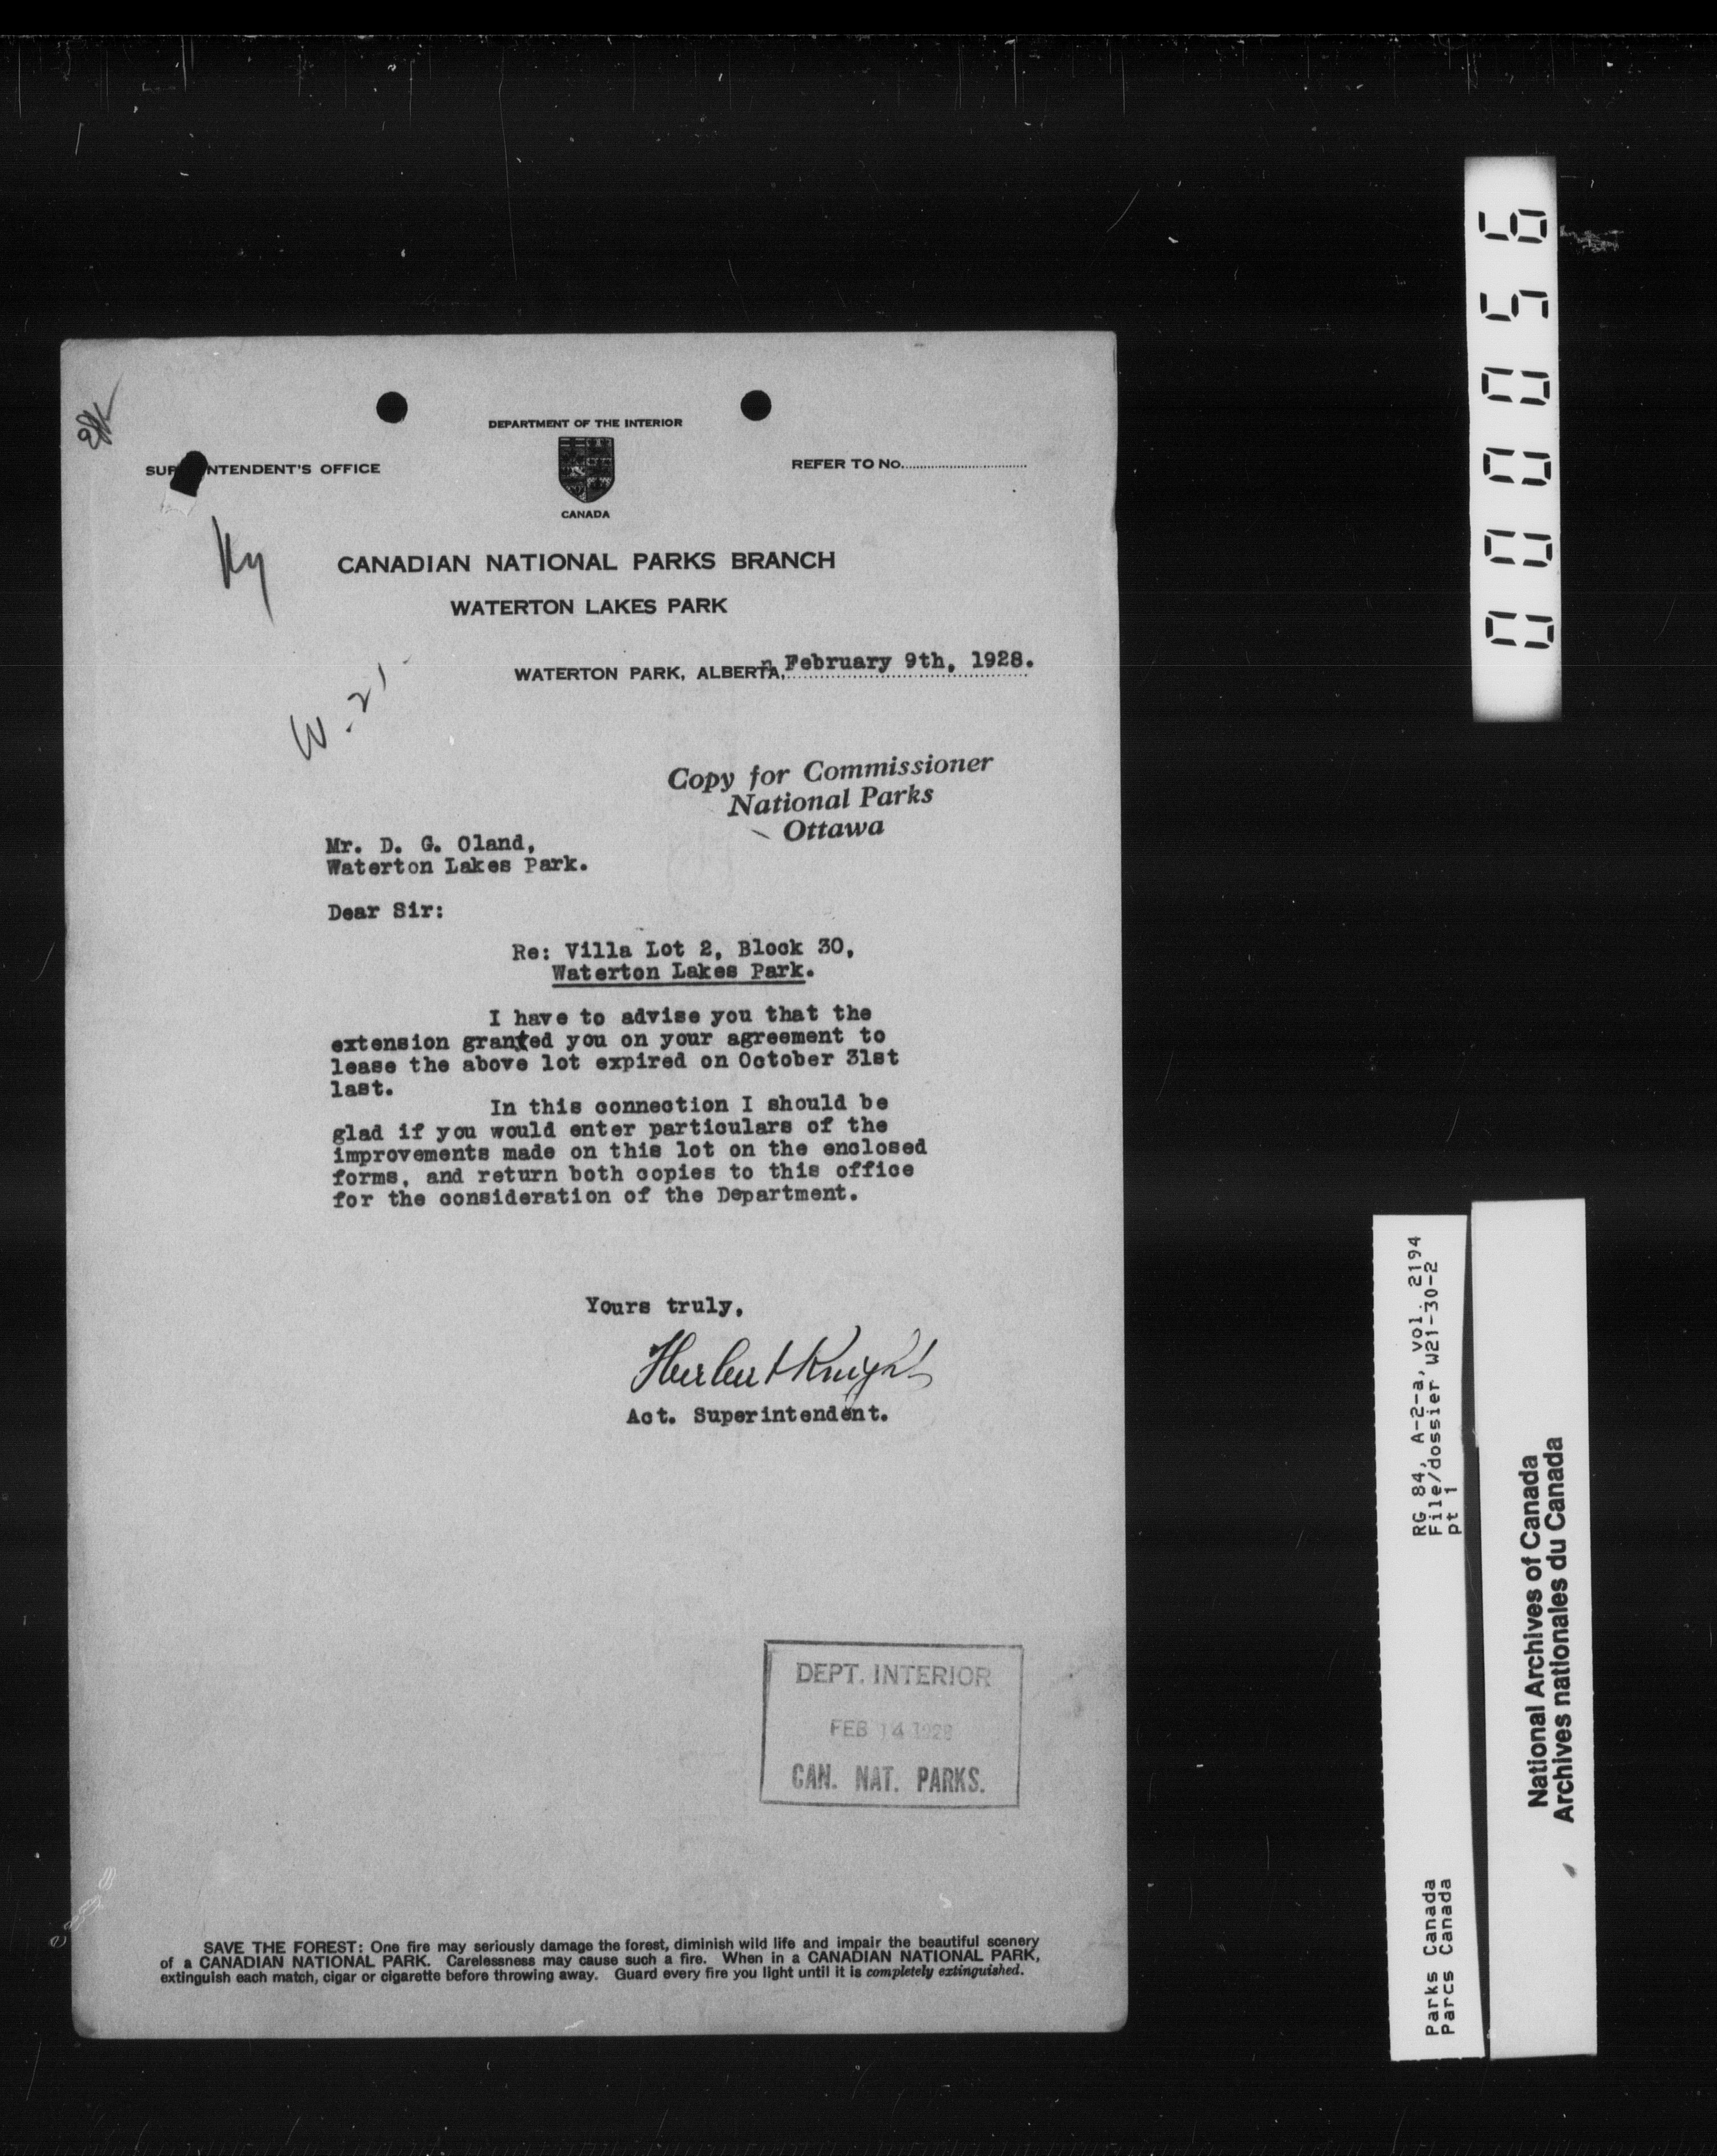 DEPARTMENT OF THE INTERIOR
SUP NTENDENT'S OFFICE
REFER TO No.
CANADA
Ky
CANADIAN NATIONAL PARKS BRANCH
WATERTON LAKES PARK
WATERTON PARK, ALBERTA, February 9th, 1928.
W-21
Copy for Commissioner
National Parks
Ottawa
Mr. D. G. Oland,
Waterton Lakes Park.
Dear Sir:
Re: Villa Lot 2, Block 30,
Waterton Lakes Park.
I have to advise you that the
extension granted you on your agreement to
lease the above lot expired on October 31st
last.
In this connection I should be
glad if you would enter particulars of the
improvements made on this lot on the enclosed
forms, and return both copies to this office
for the consideration of the Department.
Yours truly,
Herbert Knight
Act. Superintendent.
DEPT. INTERIOR
FEB 14 1928
CAN. NAT. PARKS.
SAVE THE FOREST: One fire may seriously damage the forest, diminish wild life and impair the beautiful scenery
of a CANADIAN NATIONAL PARK. Carelessness may cause such a fire. When in a CANADIAN NATIONAL PARK,
extinguish each match, cigar or cigarette before throwing away. Guard every fire you light until it is completely extinguished.
000056
RG 84, A-2-a, vol. 2194
File/dossier W21-30-2
pt 1
Parks Canada
Parcs Canada
National Archives of Canada
Archives nationales du Canada